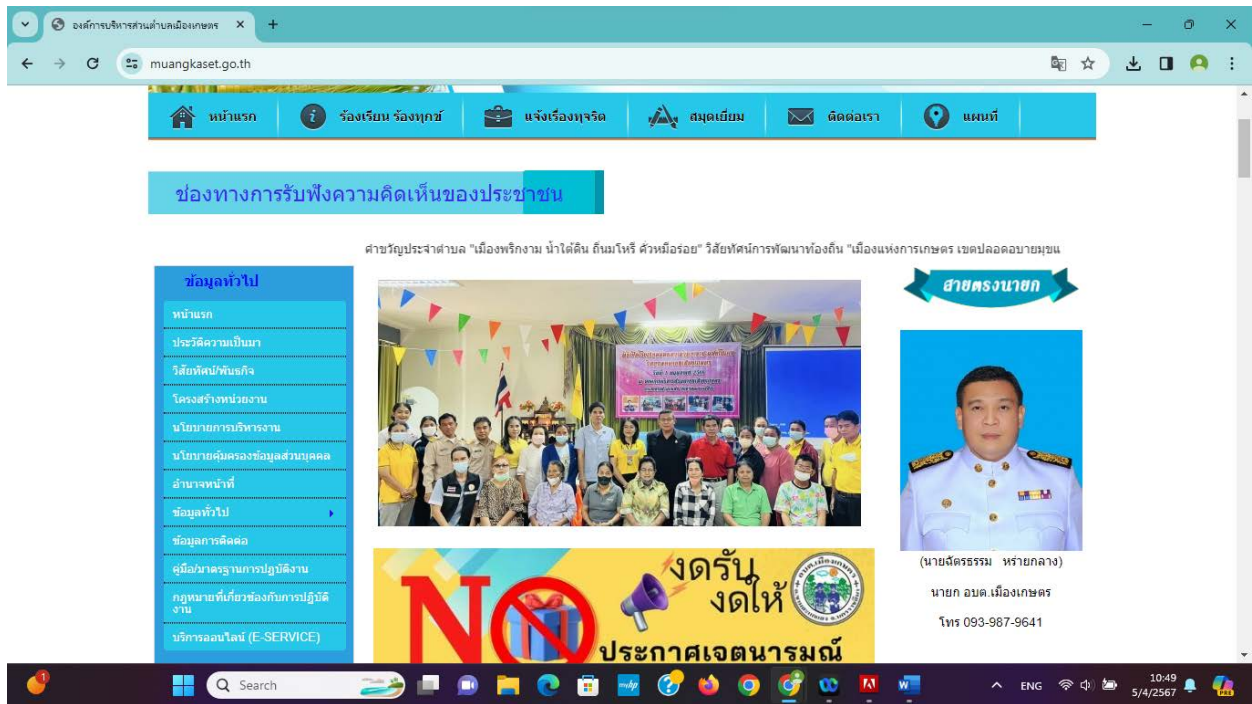 องค์การบริหารส่วนตำบลเมืองเกษตร
muangkaset.go.th
หน้าแรก
ร้องเรียน ร้องทุกข์
แจ้งเรื่องทุจริต
สมุดเยี่ยม
ติดต่อเรา
แผนที่
ช่องทางการรับฟังความคิดเห็นของประชาชน
คำขวัญประจำตำบล "เมืองพริกงาม น้ำใต้ดิน ถิ่นมโหรี คั่วหมี่อร่อย" วิสัยทัศน์การพัฒนาท้องถิ่น "เมืองแห่งการเกษตร เขตปลอดอบายมุขแ
ข้อมูลทั่วไป
หน้าแรก
ประวัติความเป็นมา
วิสัยทัศน์/พันธกิจ
โครงสร้างหน่วยงาน
นโยบายการบริหารงาน
นโยบายคุ้มครองข้อมูลส่วนบุคคล
อำนาจหน้าที่
ข้อมูลทั่วไป
ข้อมูลการติดต่อ
คู่มือ/มาตรฐานการปฏิบัติงาน
กฎหมายที่เกี่ยวข้องกับการปฏิบัติ
งาน
บริการออนไลน์ (E-SERVICE)
สายตรงนายก
(นายฉัตรธรรม หร่ายกลาง)
นายก อบต.เมืองเกษตร
โทร 093-987-9641
NO
งดรับ
งดให้
ประกาศเจตนารมณ์
Search
ENG
10:49
5/4/2567